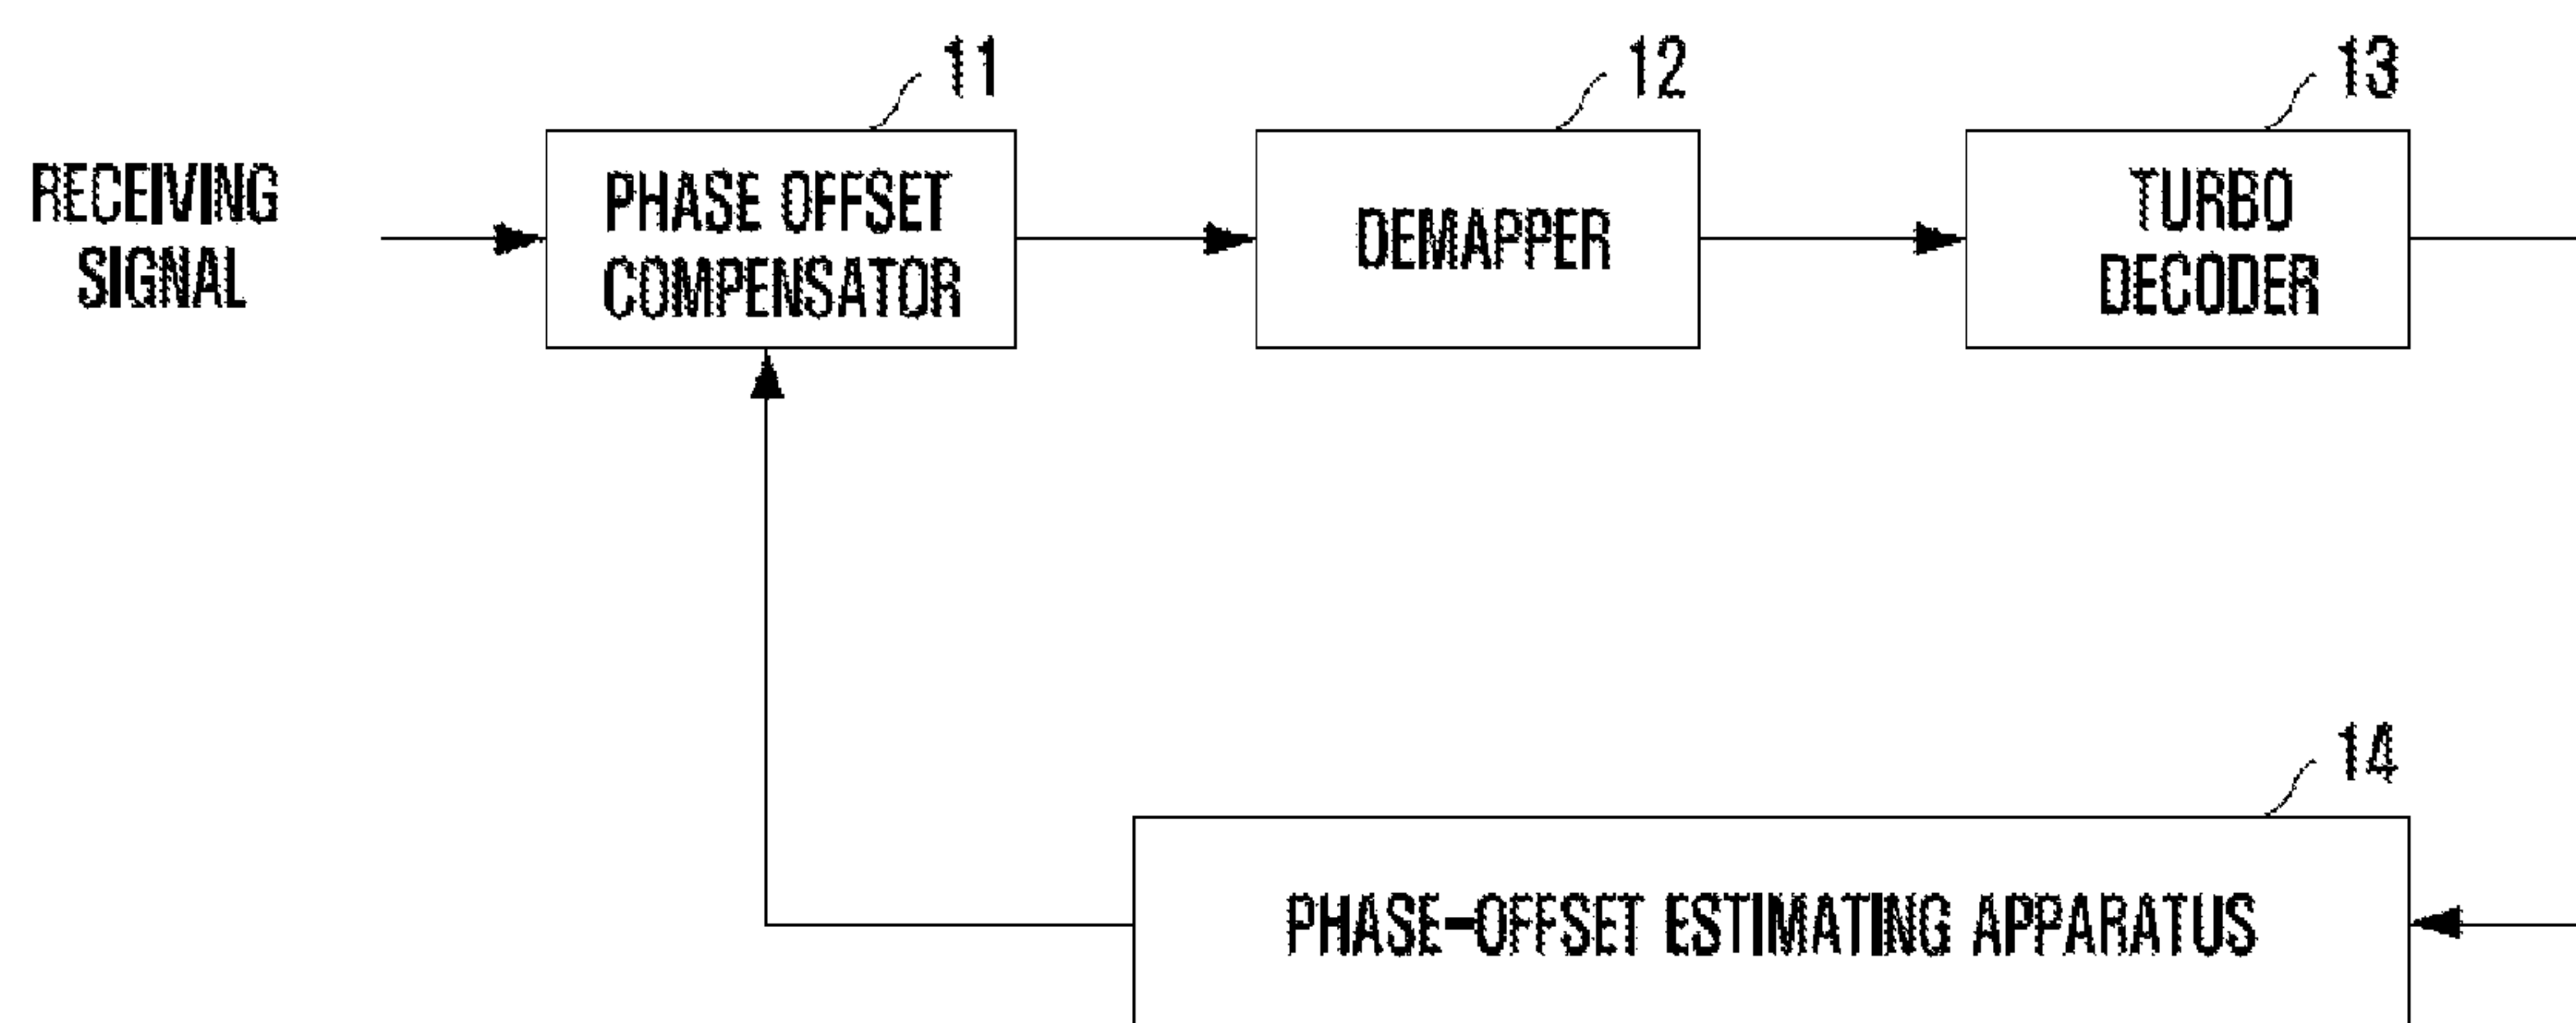 11
12
13
RECEIVING
SIGNAL
PHASE OFFSET
COMPENSATOR
DEMAPPER
TURBO
DECODER
14
PHASE-OFFSET ESTIMATING APPARATUS